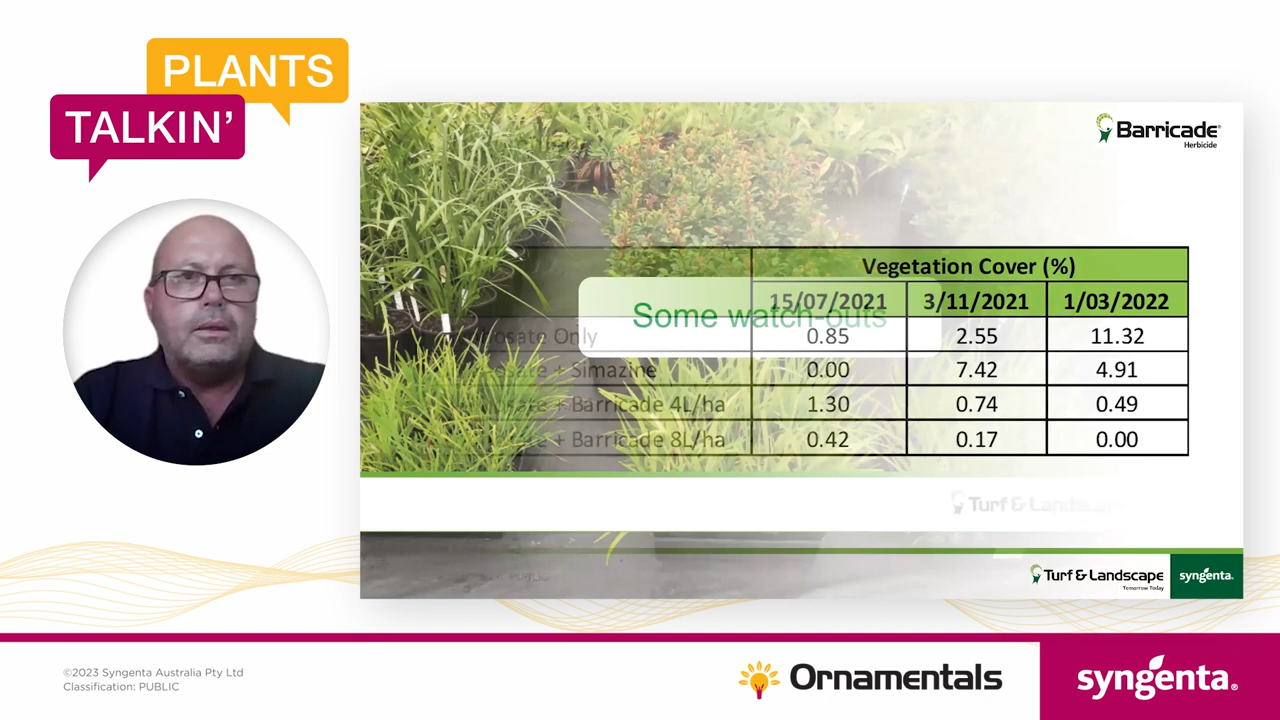 PLANTS
TALKIN’
Barricade®
Herbicide
Vegetation Cover (%)
15/07/2021 3/11/2021 1/03/2022
Some watch-outs
Only 0.85 2.55 11.32
+ Simazine 0.00 7.42 4.91
+ Barricade 4L/ha 1.30 0.74 0.49
+ Barricade 8L/ha 0.42 0.17 0.00
Turf & Landscape
PUBLIC
Turf & Landscape
Tomorrow Today
syngenta®
©2023 Syngenta Australia Pty Ltd
Classification: PUBLIC
Ornamentals
syngenta®